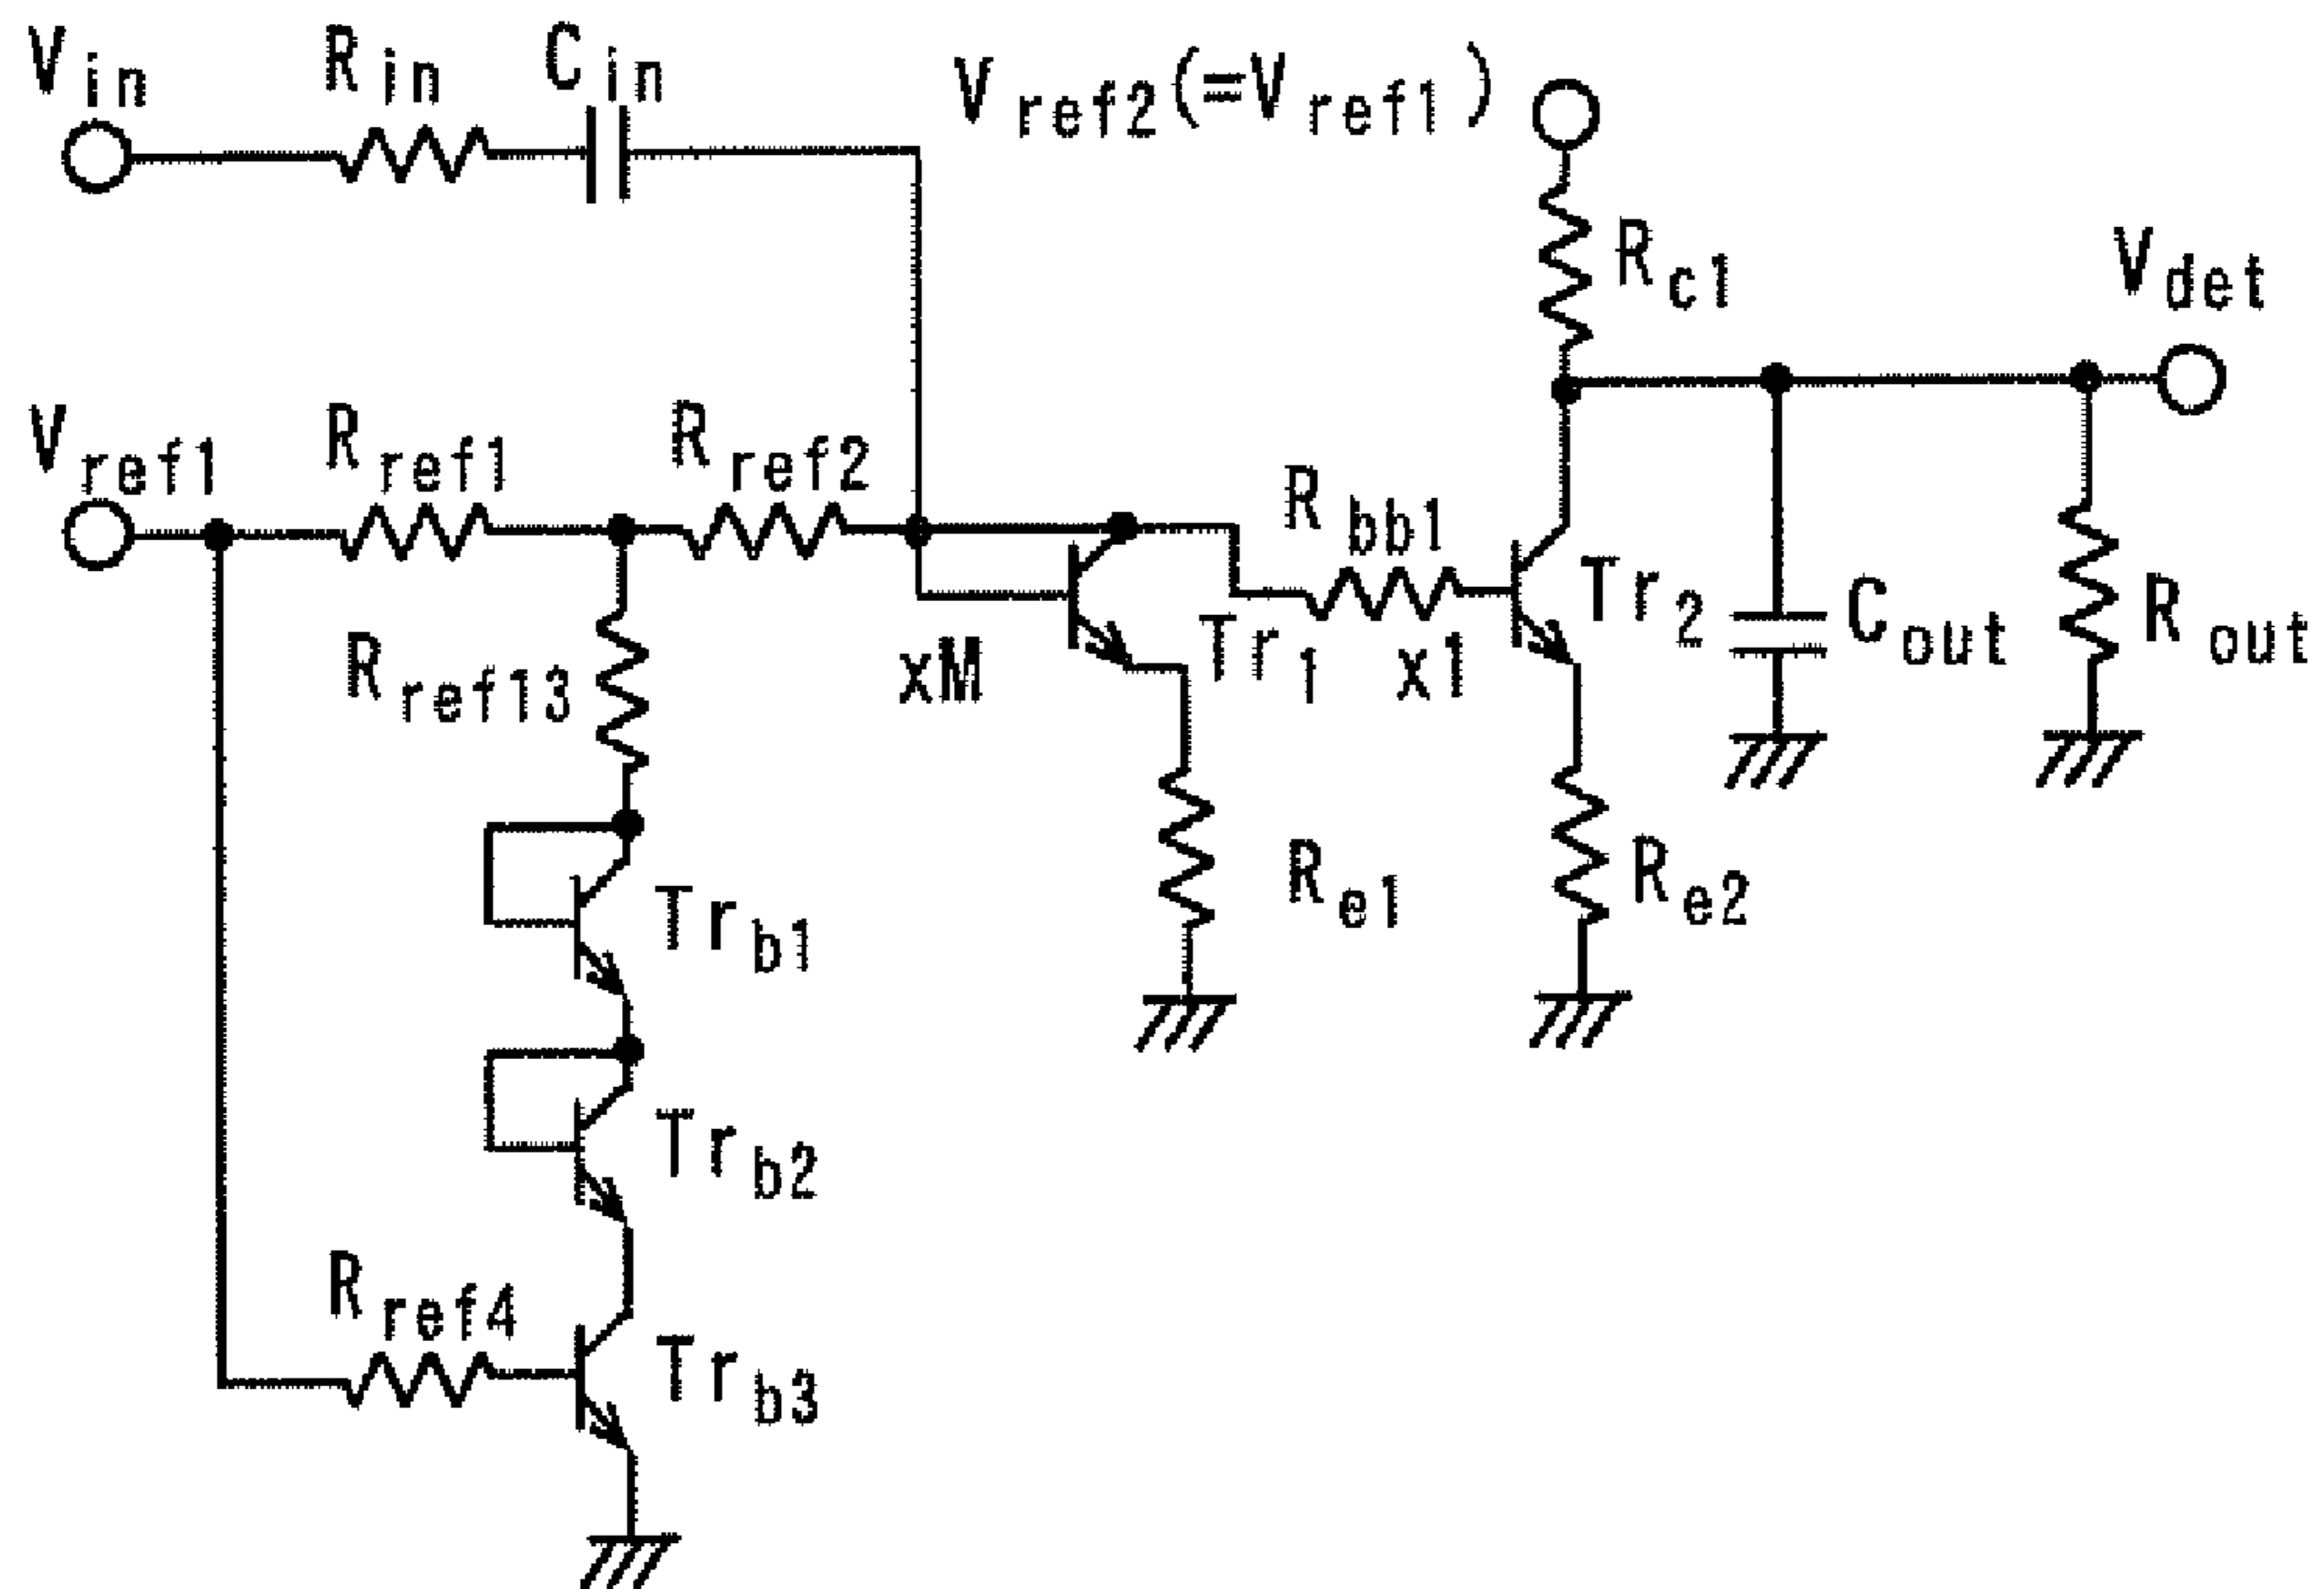 Vin Rin Cin Vref2(=Vref1)
Rc1 Vdet
Vref1 Rref1 Rref2
Rbb1
Rref13 xM Tr1 x1 Tr2 Cout Rout
Re1 Re2
Trb1
Trb2
Rref4
Trb3